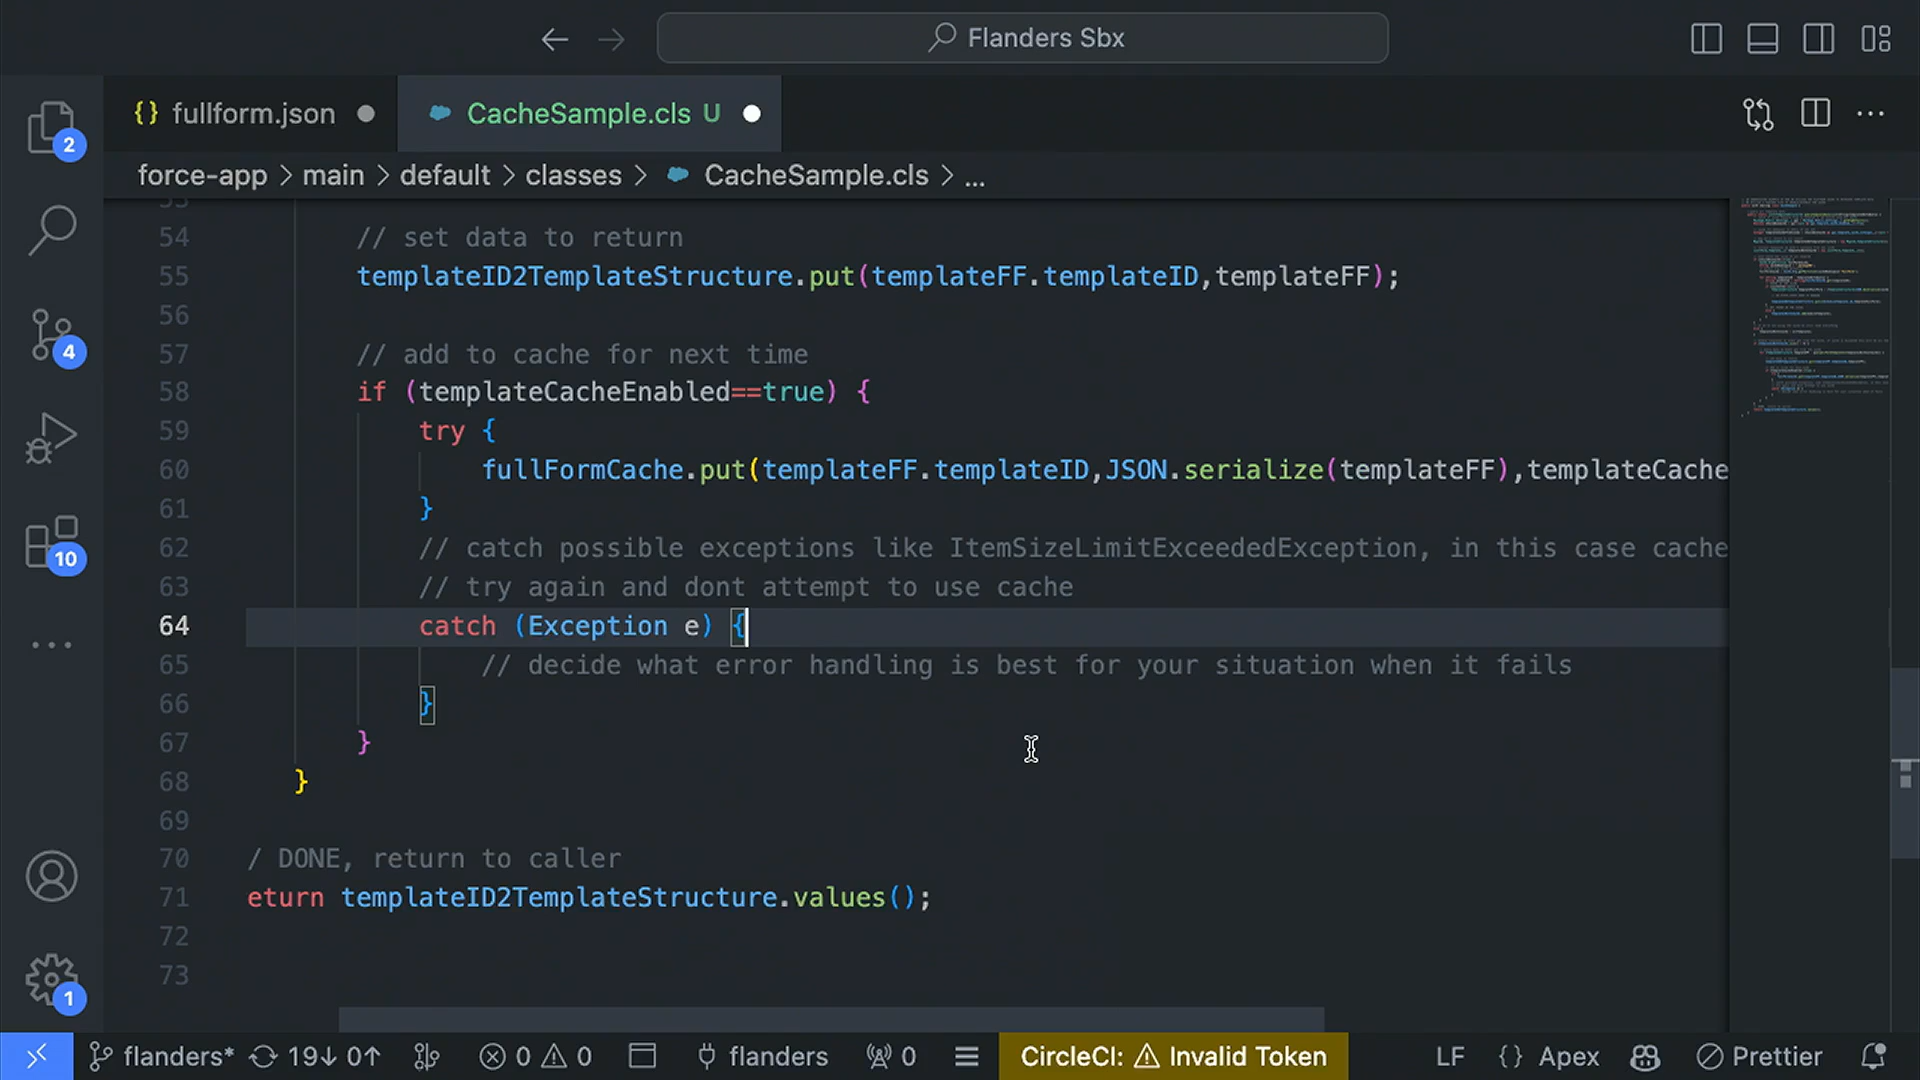 Flanders Sbx
{} fullform.json
CacheSample.cls U
force-app > main > default > classes > CacheSample.cls > ...
2
4
10
1
54 // set data to return
55 templateID2TemplateStructure.put(templateFF.templateID,templateFF);
56
57 // add to cache for next time
58 if (templateCacheEnabled==true) {
59 try {
60 fullFormCache.put(templateFF.templateID,JSON.serialize(templateFF),templateCache
61 }
62 // catch possible exceptions like ItemSizeLimitExceededException, in this case cache
63 // try again and dont attempt to use cache
64 catch (Exception e) {
65 // decide what error handling is best for your situation when it fails
66 }
67 }
68 }
69
70 / DONE, return to caller
71 eturn templateID2TemplateStructure.values();
72
73
flanders* 19↓ 0↑ 0 0 flanders 0 CircleCI: Invalid Token LF {} Apex Prettier